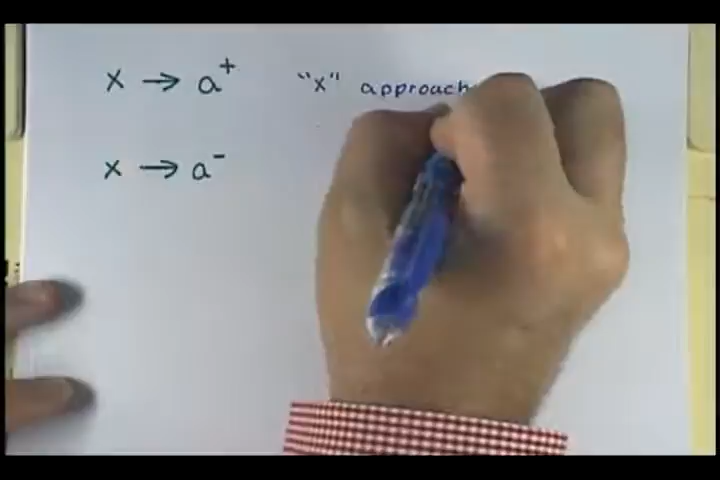 x → a⁺ "x" approach
x → a⁻